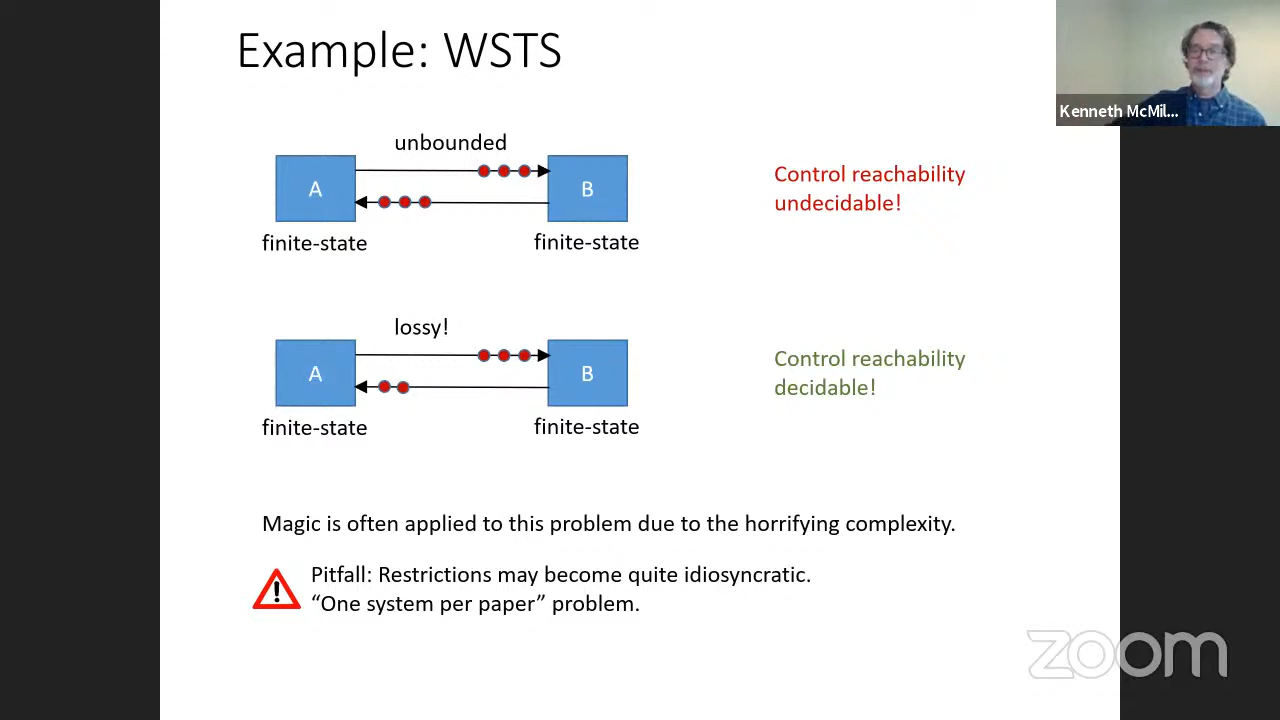 Example: WSTS
Kenneth McMil...
unbounded
A
B
finite-state
finite-state
Control reachability
undecidable!
lossy!
A
B
finite-state
finite-state
Control reachability
decidable!
Magic is often applied to this problem due to the horrifying complexity.
!
Pitfall: Restrictions may become quite idiosyncratic.
“One system per paper” problem.
zoom